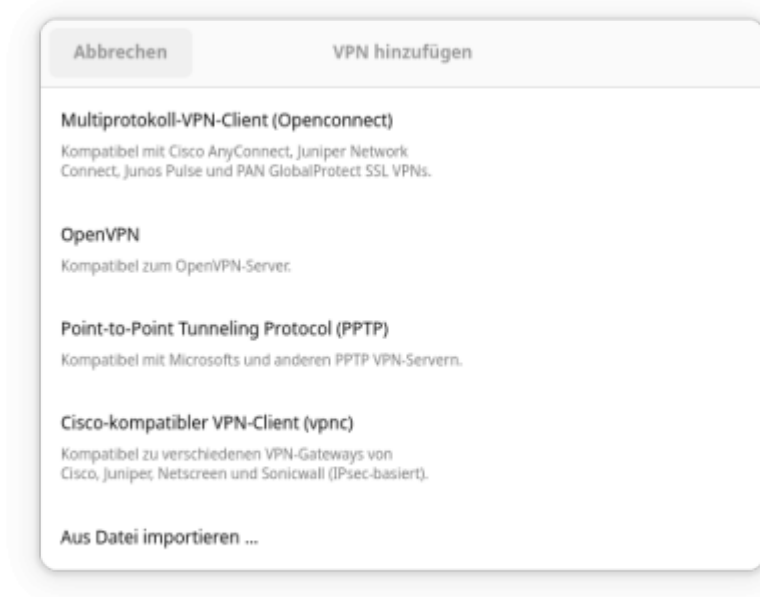 Abbrechen
VPN hinzufügen
Multiprotokoll-VPN-Client (Openconnect)
Kompatibel mit Cisco AnyConnect, Juniper Network
Connect, Junos Pulse und PAN GlobalProtect SSL VPNs.
OpenVPN
Kompatibel zum OpenVPN-Server.
Point-to-Point Tunneling Protocol (PPTP)
Kompatibel mit Microsofts und anderen PPTP VPN-Servern.
Cisco-kompatibler VPN-Client (vpnc)
Kompatibel zu verschiedenen VPN-Gateways von
Cisco, Juniper, Netscreen und Sonicwall (IPsec-basiert).
Aus Datei importieren …